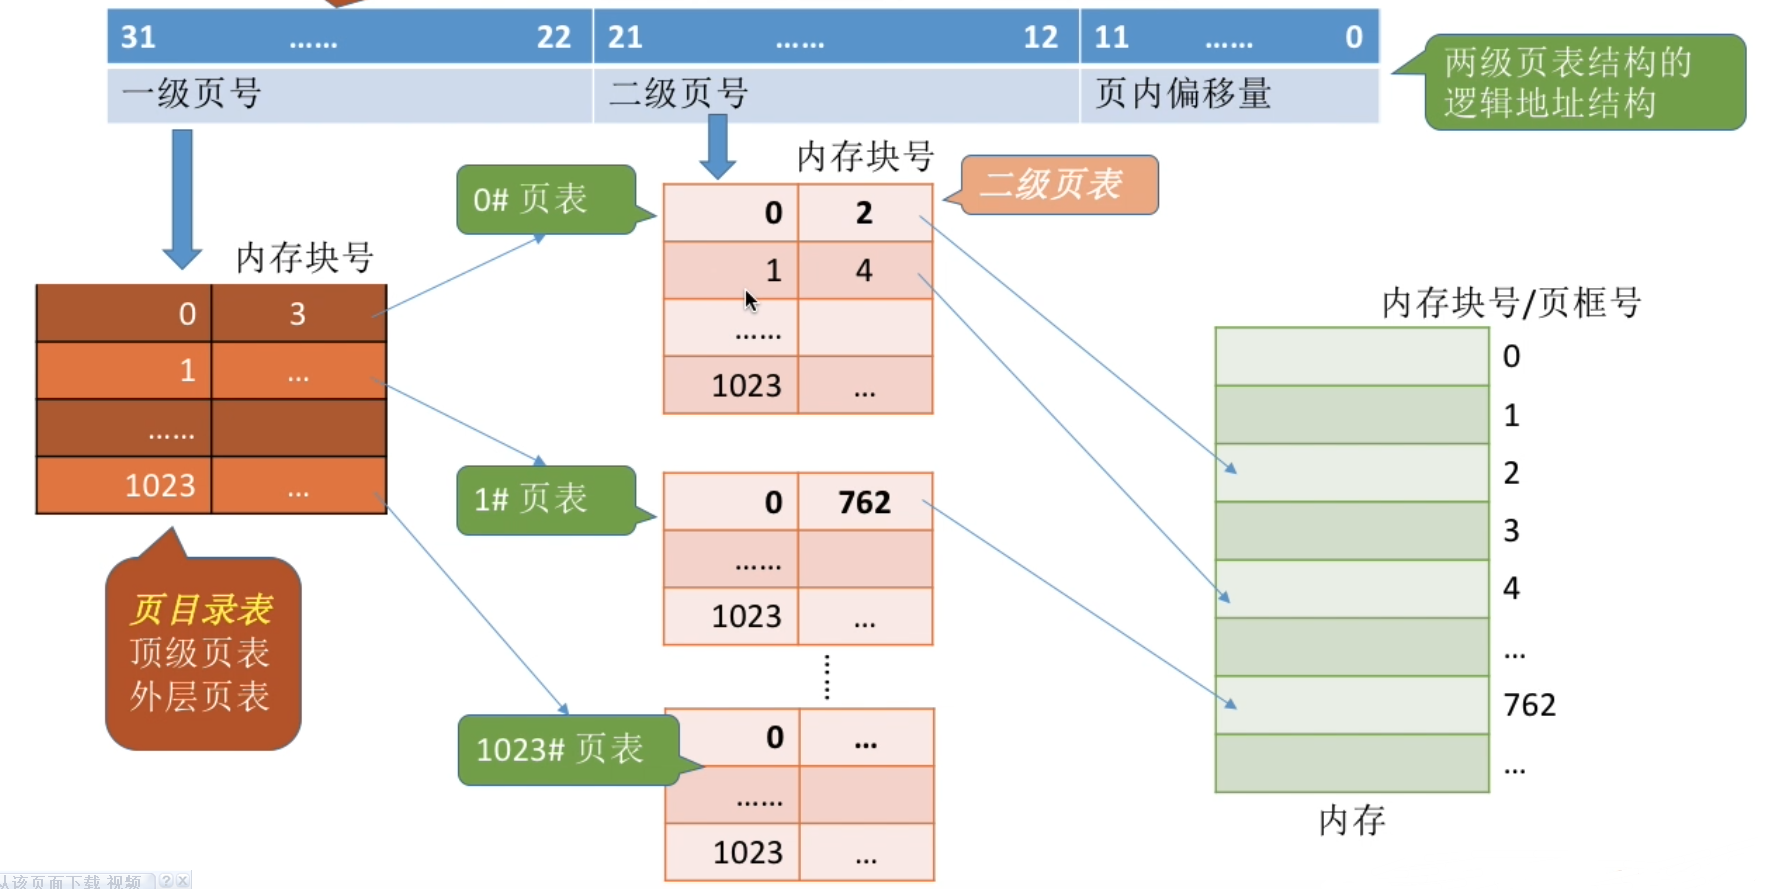 31 …… 22 21 …… 12 11 …… 0
一级页号 二级页号 页内偏移量
两级页表结构的
逻辑地址结构
内存块号
0 3
1 …
……
1023 …
页目录表
顶级页表
外层页表
0# 页表
内存块号
二级页表
0 2
1 4
……
1023 …
1# 页表
0 762
……
1023 …
1023# 页表
0 …
……
1023 …
内存块号/页框号
0
1
2
3
4
…
762
…
内存
从该页面下载 视频 ? x